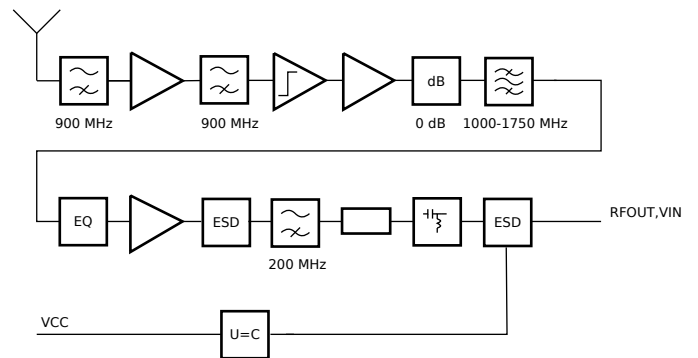 dB
900 MHz
900 MHz
0 dB
1000-1750 MHz
EQ
ESD
ESD
RFOUT,VIN
200 MHz
VCC
U=C